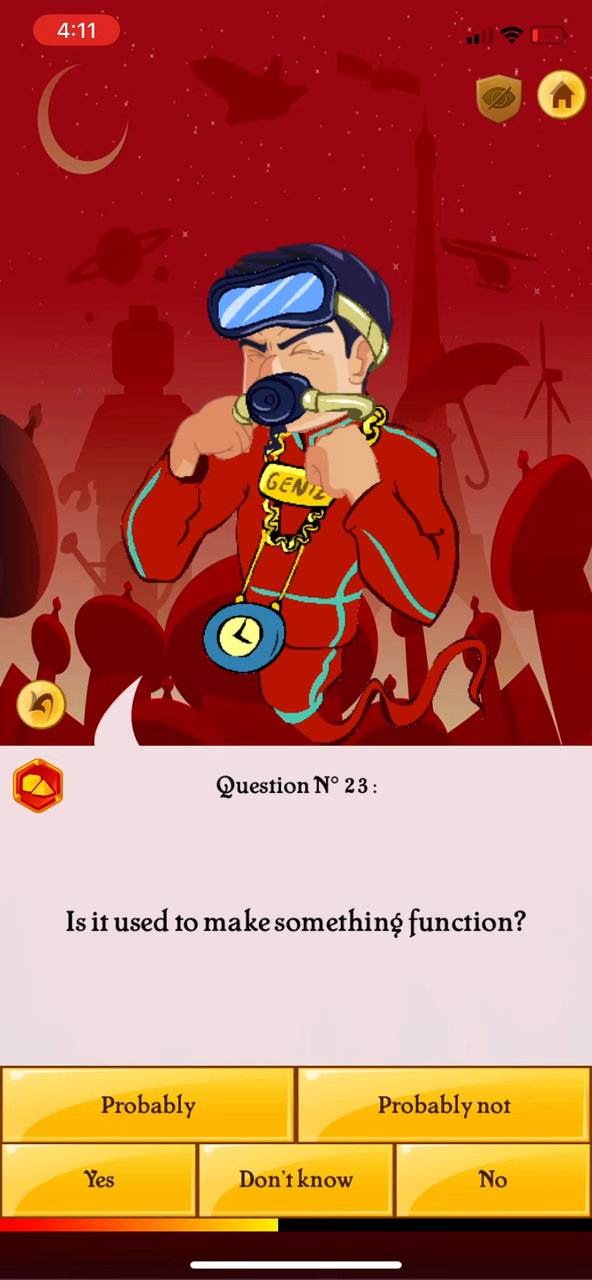 4:11
GENIE
Question N° 23 :
Is it used to make something function?
Probably
Probably not
Yes
Don't know
No